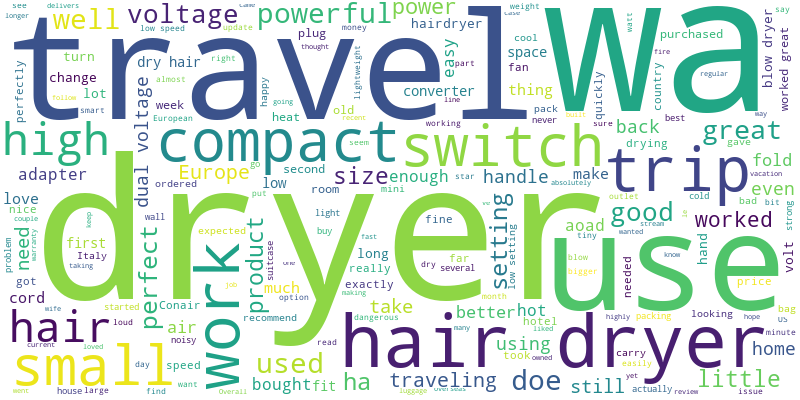 see
longer
delivers
well
voltage
case
powerful
power
update
hairdryer
weight
case
say
low speed
plug
cool
watt
purchased
great
travel
wa
perfectly
turn
change
dry hair
money
thought
right
happy
lightweight
easy
part
space
fan
quickly
country
fire
regular
blow dryer
worked great
lot
almost
week
going
line
converter
thing
follow
smart
European
old
recent
heat
working
pack
never
built
sure
best
way
high
dual voltage
compact
seem
switch
back
drying
gave
great
adapter
Europe
go
second
star
absolutely
trip
vacation
fold
love
ordered
low
room
size
enough
mini
handle
make
cold
even
nice
couple
need
keep
wall
put
light
setting
low setting
outlet
bad
bit
strong
dryer
use
problem
warranty
first
Italy
taking
perfect
expected
work
product
suitcase
buy
fine
aoad
good
wanted
stream
worked
tiny
hand
know
volt
got
far
fast
long
really
dry
several
blow
bigger
needed
price
cord
Conair
much
one
exactly
option
making
take
month
better
hot
highly
packing
looking
hope
bag
us
hair
wife
started
job
air
noisy
recommend
dangerous
hotel
liked
many
using
hair dryer
minute
home
loud
current
loved
read
took
owned
carry
easily
yet
small
day
speed
used
bought
fit
ha
traveling
doe
still
actually
little
issue
review
went
house
large
find
want
Overall
luggage
overseas